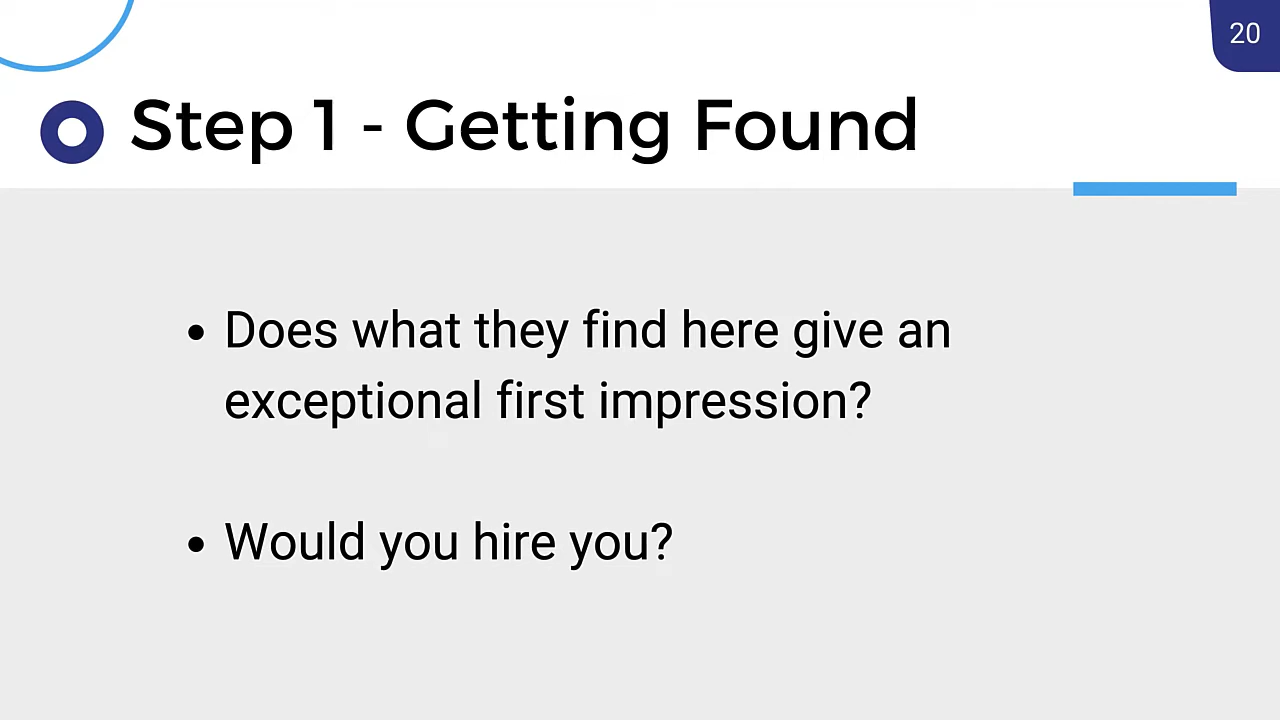 20
Step 1 - Getting Found
• Does what they find here give an
exceptional first impression?
• Would you hire you?